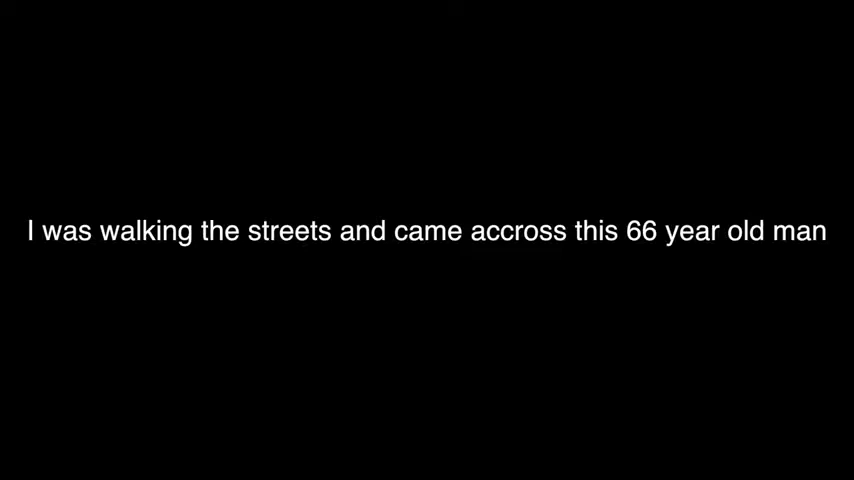 I was walking the streets and came accross this 66 year old man